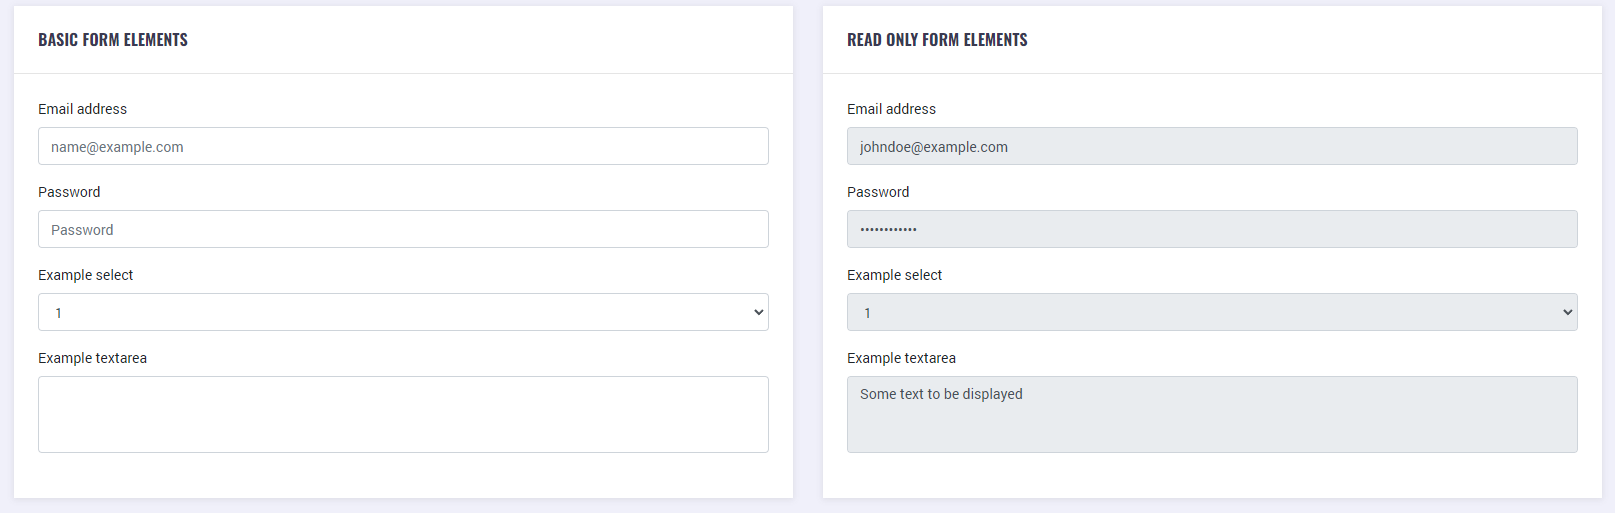 BASIC FORM ELEMENTS
Email address
name@example.com
Password
Password
Example select
1
Example textarea
READ ONLY FORM ELEMENTS
Email address
johndoe@example.com
Password
••••••••••••
Example select
1
Example textarea
Some text to be displayed